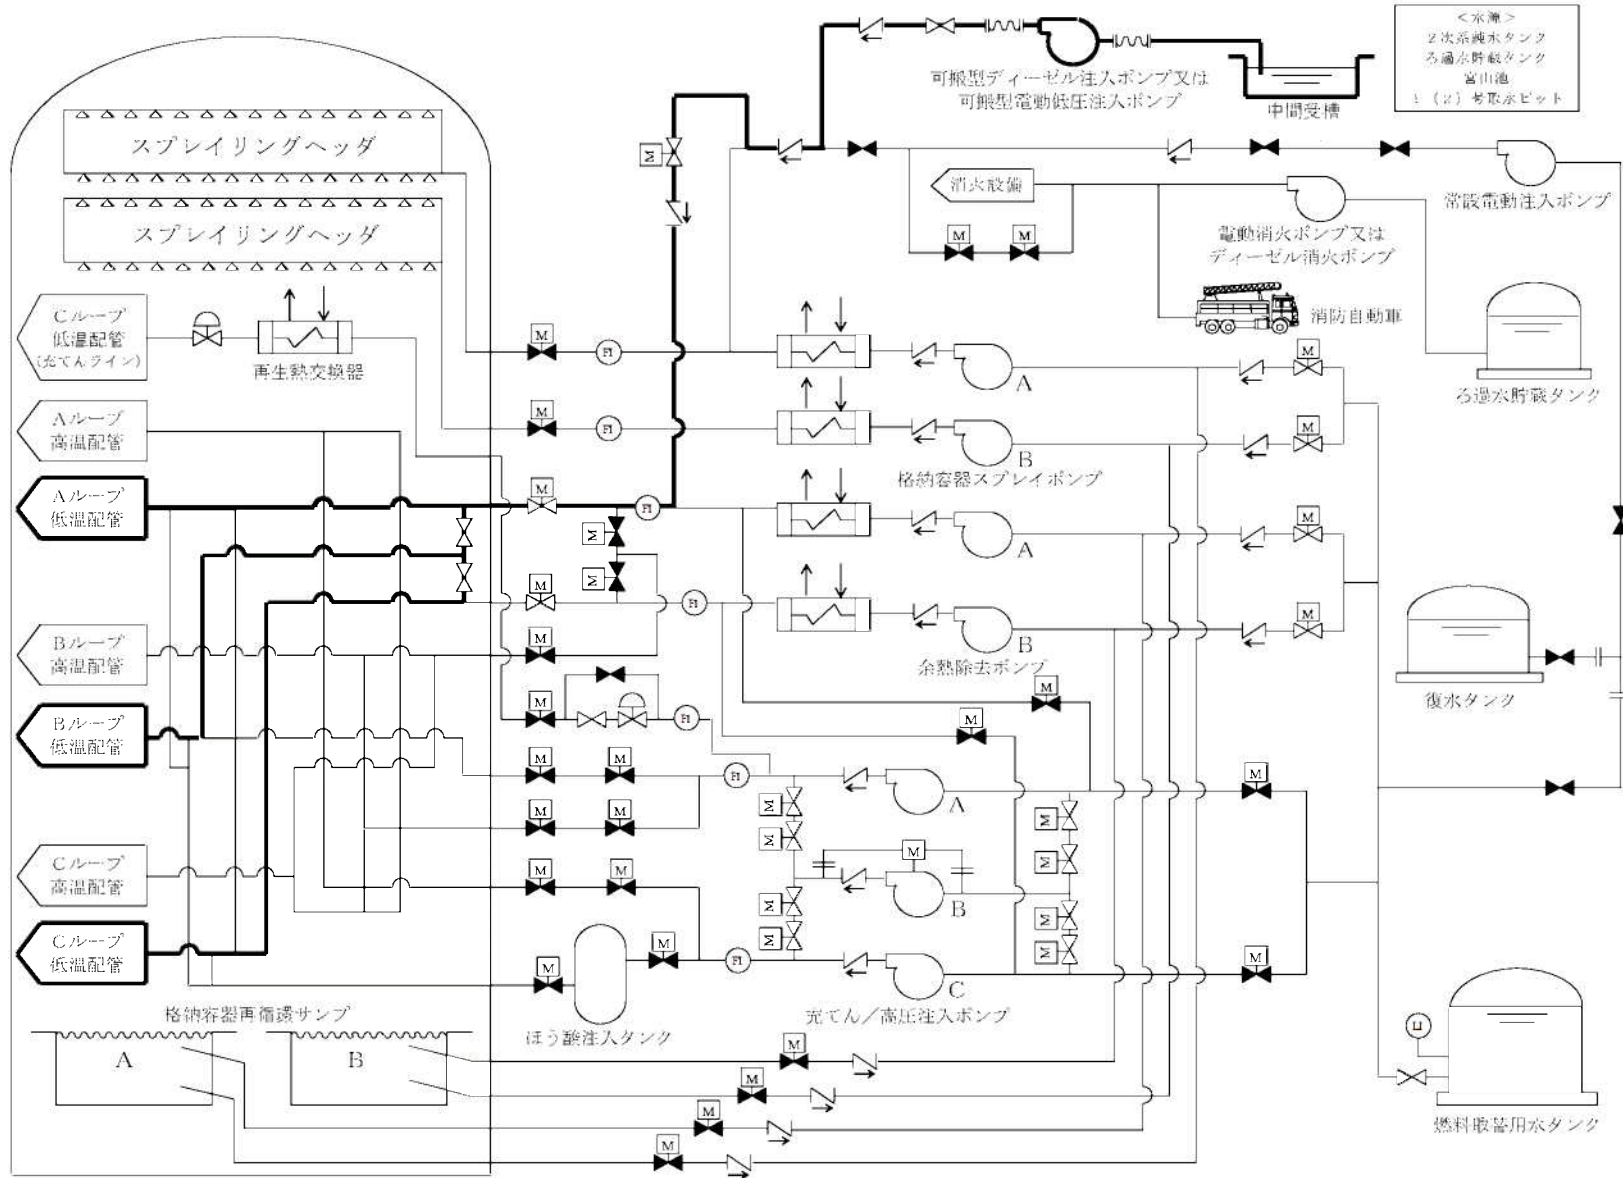 ＜水源＞
2次系純水タンク
ろ過水貯蔵タンク
宮山池
1（2）号取水ピット
可搬型ディーゼル注入ポンプ又は
可搬型電動低圧注入ポンプ
中間受槽
スプレイリングヘッダ
M
消火設備
常設電動注入ポンプ
スプレイリングヘッダ
M
M
電動消火ポンプ又は
ディーゼル消火ポンプ
消防自動車
Cループ
低温配管
(充てんライン)
再生熱交換器
M
FI
A
M
ろ過水貯蔵タンク
Aループ
高温配管
M
FI
B
M
格納容器スプレイポンプ
Aループ
低温配管
M
FI
M
A
M
M
M
FI
B
M
余熱除去ポンプ
Bループ
高温配管
M
M
復水タンク
Bループ
低温配管
M
FI
M
M
M
FI
A
M
M
M
M
M
M
M
M
M
B
Cループ
高温配管
M
M
M
M
M
M
Cループ
低温配管
M
M
FI
C
M
ほう酸注入タンク
充てん／高圧注入ポンプ
格納容器再循環サンプ
A
B
M
M
M
M
LI
燃料取替用水タンク